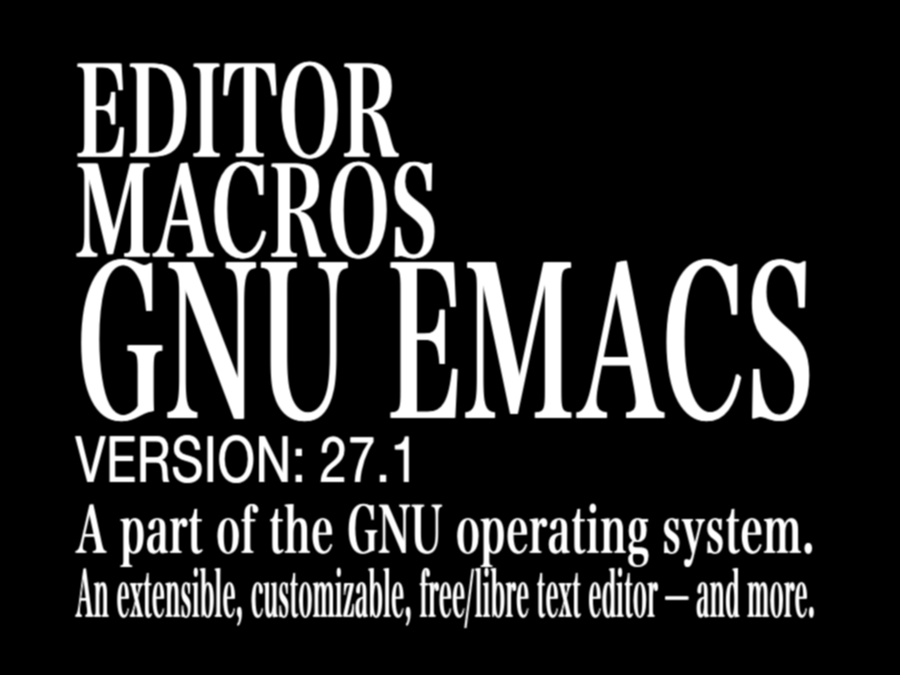 EDITOR
MACROS
GNU EMACS
VERSION: 27.1
A part of the GNU operating system.
An extensible, customizable, free/libre text editor – and more.